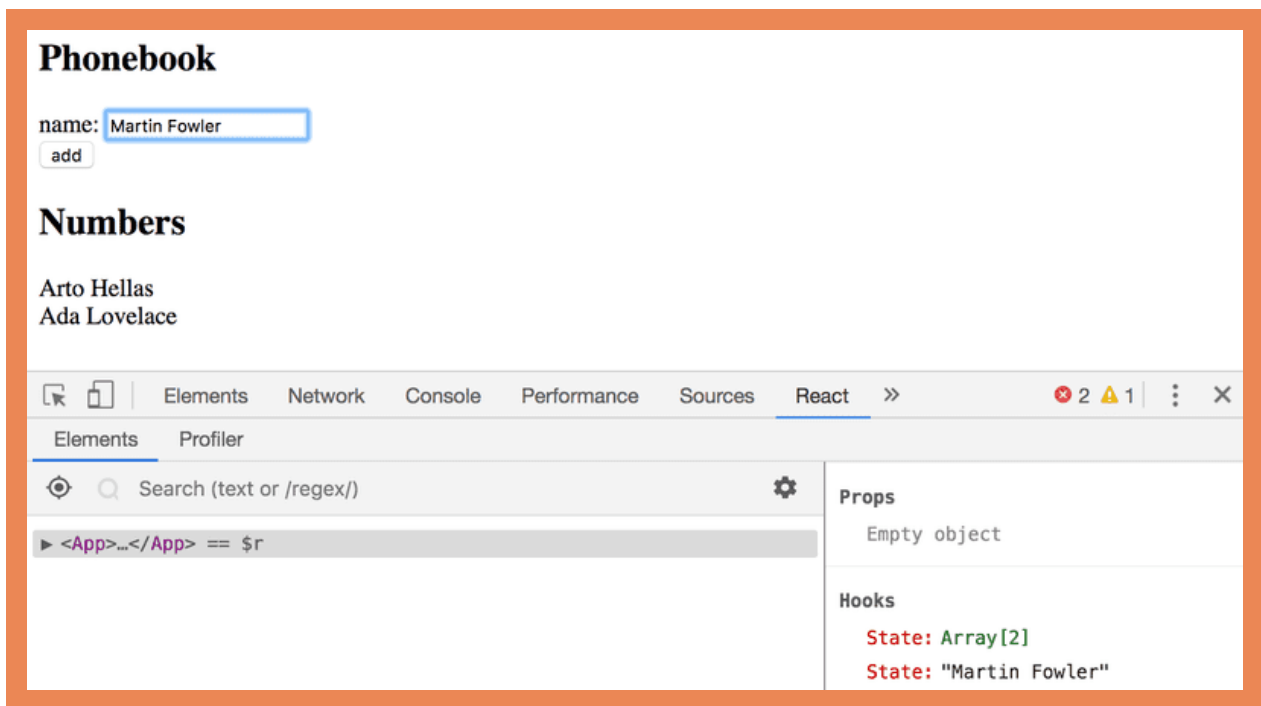 Phonebook
name: Martin Fowler
add
Numbers
Arto Hellas
Ada Lovelace
Elements Network Console Performance Sources React » 2 1
Elements Profiler
Search (text or /regex/)
Props
Empty object
▶ <App>…</App> == $r
Hooks
State: Array[2]
State: "Martin Fowler"